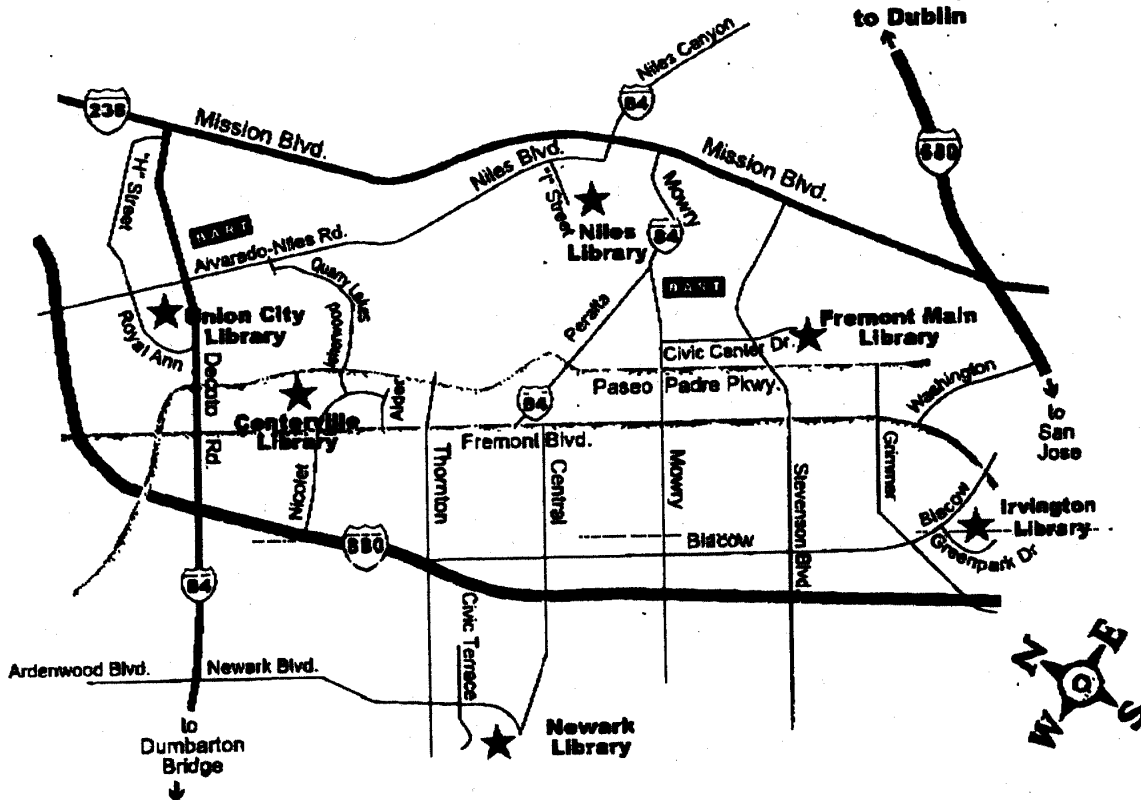 to Dublin
Niles Canyon
84
238
Mission Blvd.
680
Niles Blvd.
Mission Blvd.
"H" Street
"I" Street
Mowry
BART
Niles
Library
84
Alvarado-Niles Rd.
Quarry Lakes
BART
Union City
Library
Royal Ann
Peralta
Fremont Main
Library
Civic Center Dr.
Decoto
Rd.
Paseo Padre Pkwy.
Washington
84
Alder
Centerville
Library
to
San
Jose
Fremont Blvd.
Nicolet
Thornton
Central
Mowry
Stevenson Blvd.
Grimmer
Blacow
Irvington
Library
Greenpark Dr
880
Blacow
84
Civic Terrace
N
E
W
S
Ardenwood Blvd.
Newark Blvd.
to
Dumbarton
Bridge
Newark
Library